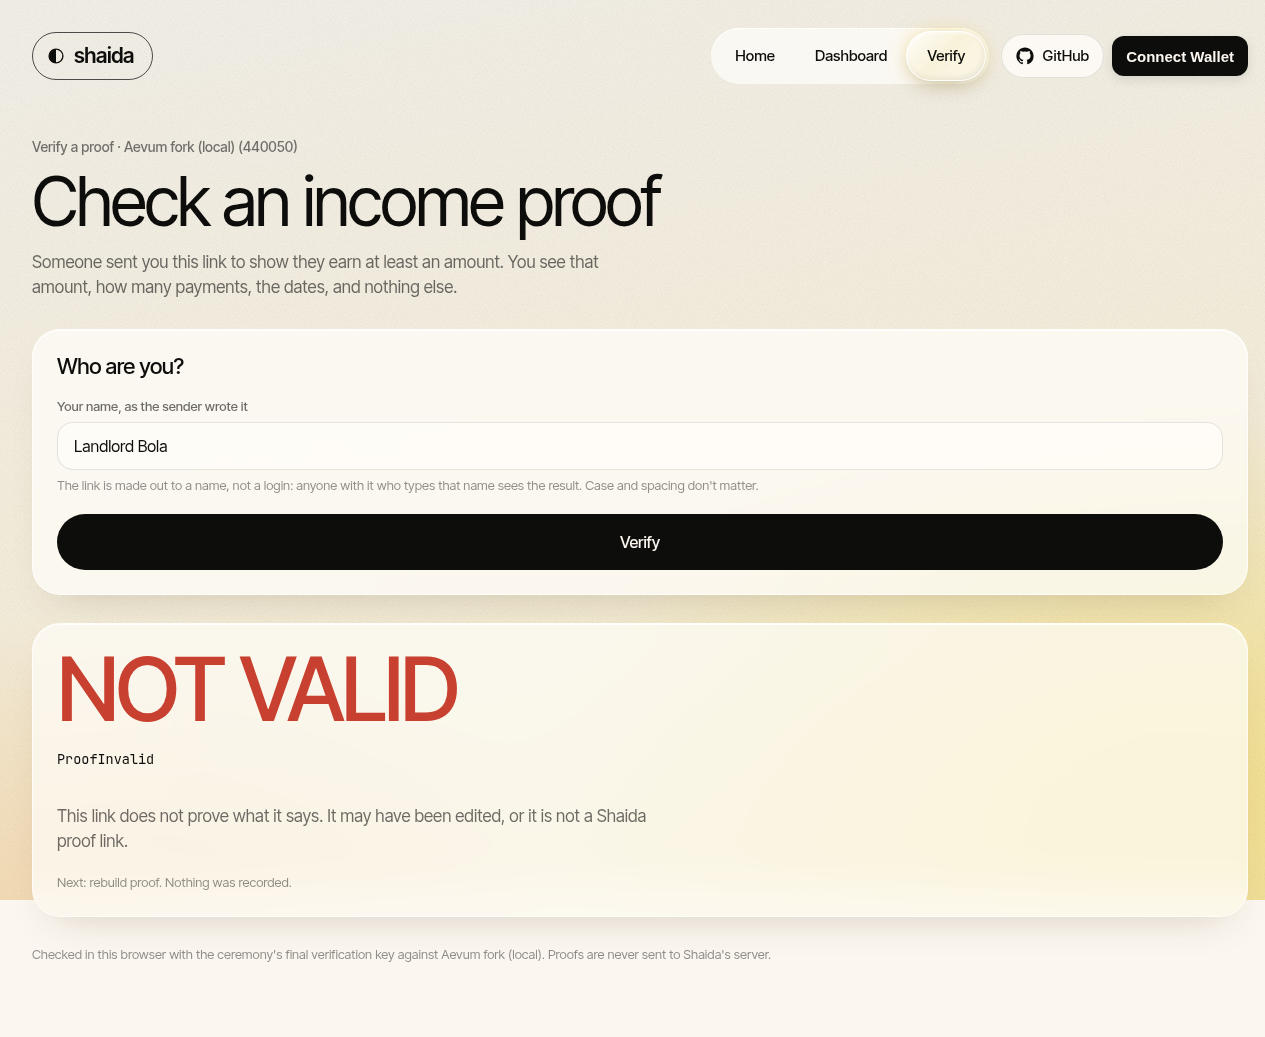 shaida
Home
Dashboard
Verify
GitHub
Connect Wallet
Verify a proof · Aevum fork (local) (440050)
Check an income proof
Someone sent you this link to show they earn at least an amount. You see that
amount, how many payments, the dates, and nothing else.
Who are you?
Your name, as the sender wrote it
Landlord Bola
The link is made out to a name, not a login: anyone with it who types that name sees the result. Case and spacing don't matter.
Verify
NOT VALID
ProofInvalid
This link does not prove what it says. It may have been edited, or it is not a Shaida
proof link.
Next: rebuild proof. Nothing was recorded.
Checked in this browser with the ceremony's final verification key against Aevum fork (local). Proofs are never sent to Shaida's server.